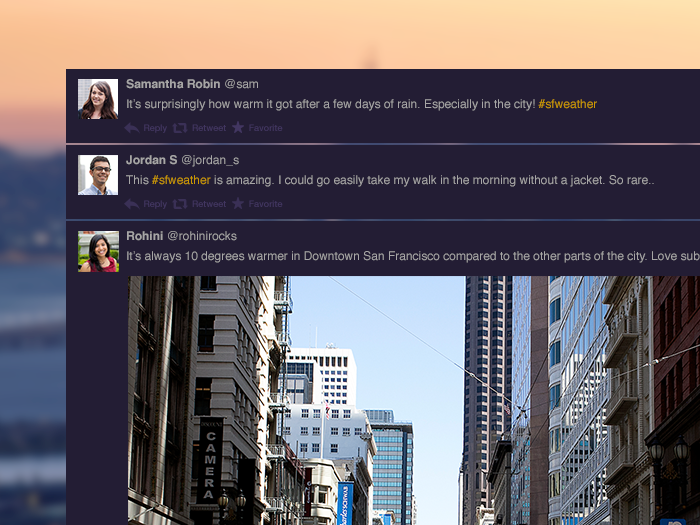 Samantha Robin @sam
It's surprisingly how warm it got after a few days of rain. Especially in the city! #sfweather
Reply Retweet Favorite
Jordan S @jordan_s
This #sfweather is amazing. I could go easily take my walk in the morning without a jacket. So rare..
Reply Retweet Favorite
Rohini @rohinirocks
It's always 10 degrees warmer in Downtown San Francisco compared to the other parts of the city. Love sub
CAMERA